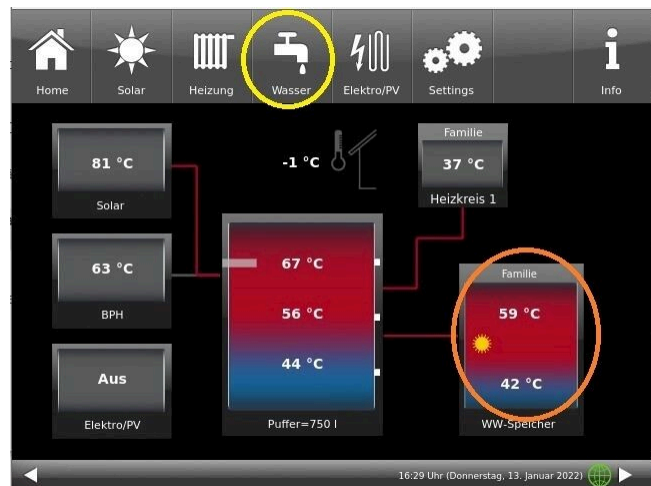 Home
Solar
Heizung
Wasser
Elektro/PV
Settings
Info
81 °C
Solar
-1 °C
Familie
37 °C
Heizkreis 1
63 °C
BPH
67 °C
56 °C
44 °C
Puffer=750 l
Familie
59 °C
42 °C
WW-Speicher
Aus
Elektro/PV
16:29 Uhr (Donnerstag, 13. Januar 2022)